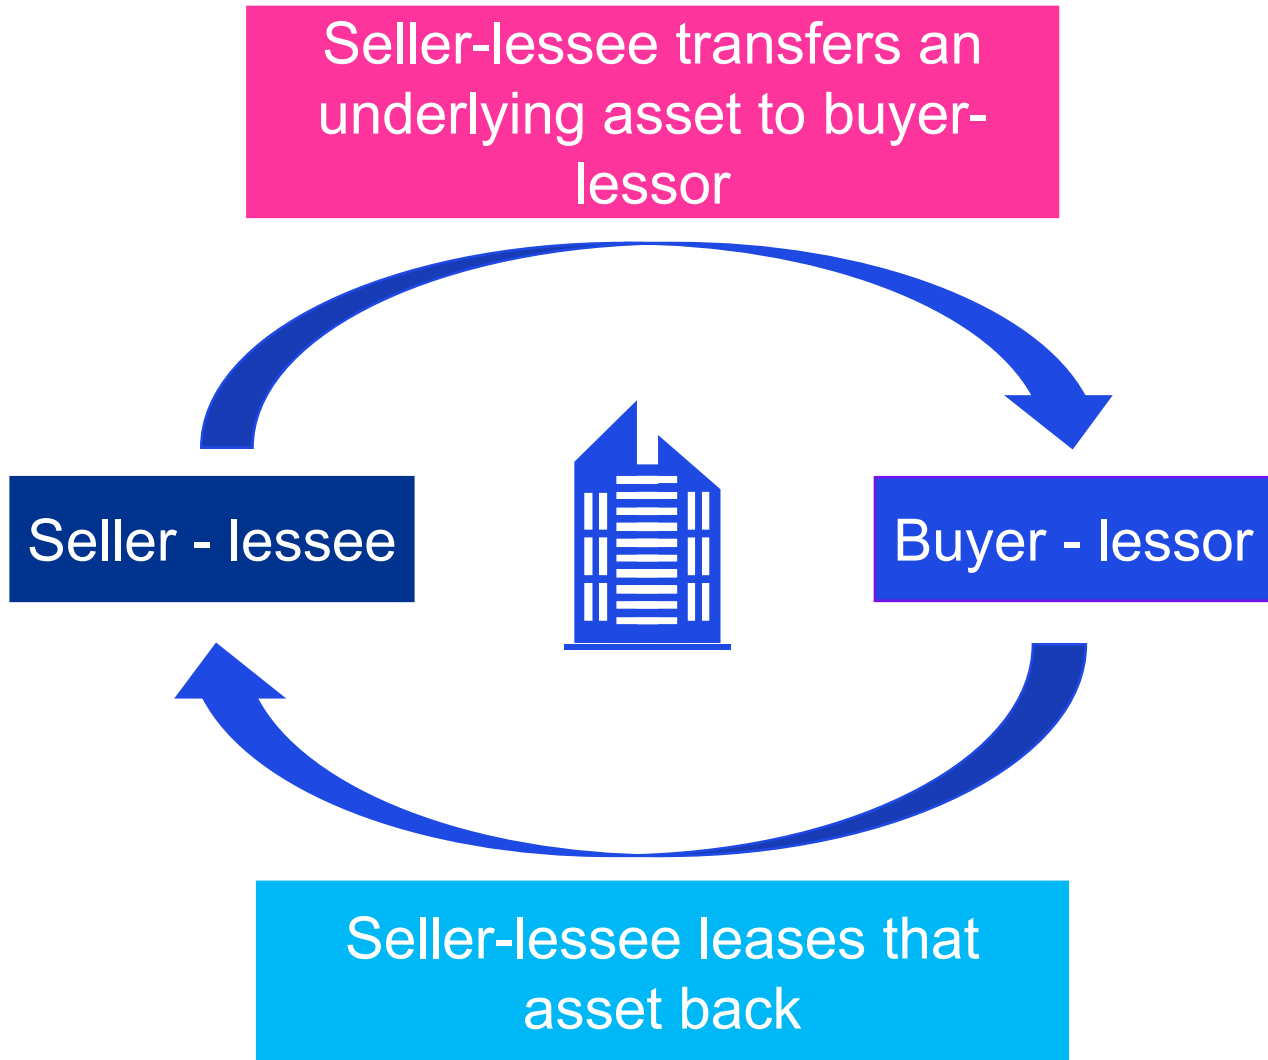 Seller-lessee transfers an
underlying asset to buyer-
lessor
Seller - lessee
Buyer - lessor
Seller-lessee leases that
asset back